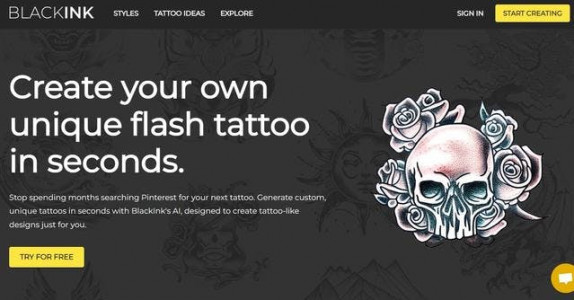 BLACKINK
STYLES
TATTOO IDEAS
EXPLORE
SIGN IN
START CREATING
Create your own
unique flash tattoo
in seconds.
Stop spending months searching Pinterest for your next tattoo. Generate custom,
unique tattoos in seconds with BlackInk's AI, designed to create tattoo-like
designs just for you.
TRY FOR FREE